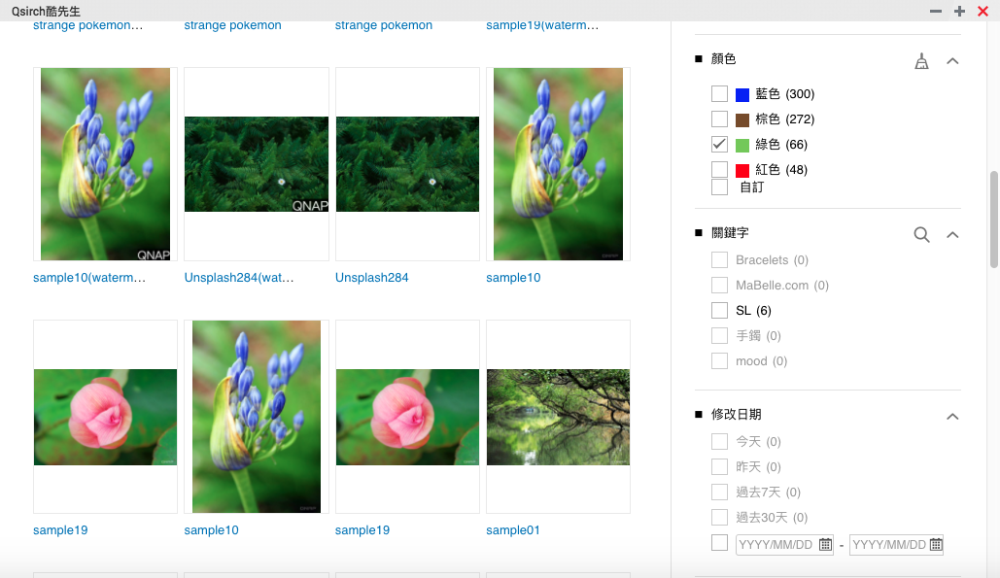 Qsirch酷先生
strange pokemon…
strange pokemon
strange pokemon
sample19(waterm…
QNAP
QNAP
sample10(waterm…
Unsplash284(wat…
Unsplash284
sample10
sample19
sample10
sample19
sample01
顏色
藍色 (300)
棕色 (272)
綠色 (66)
紅色 (48)
自訂
關鍵字
Bracelets (0)
MaBelle.com (0)
SL (6)
手鐲 (0)
mood (0)
修改日期
今天 (0)
昨天 (0)
過去7天 (0)
過去30天 (0)
YYYY/MM/DD - YYYY/MM/DD